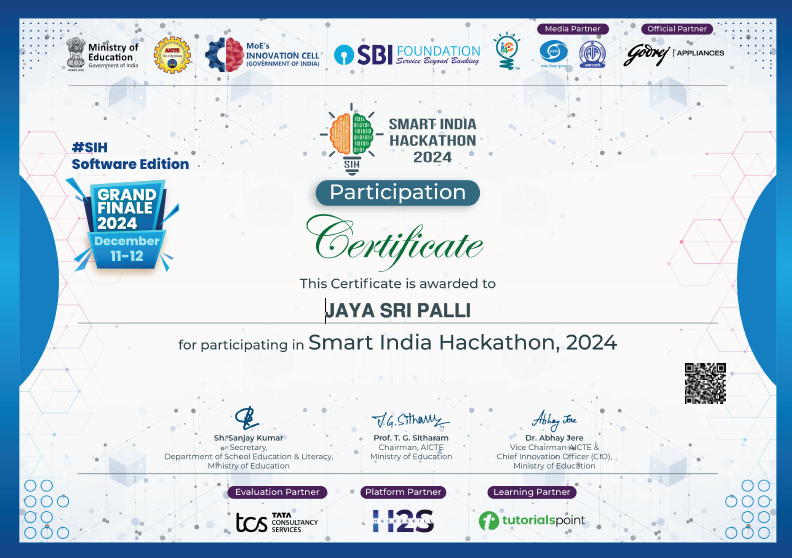 Media Partner
Official Partner
Ministry of
Education
Government of India
AICTE
MoE's
INNOVATION CELL
(GOVERNMENT OF INDIA)
SBI FOUNDATION
Service Beyond Banking
Godrej APPLIANCES
#SIH
Software Edition
GRAND
FINALE
2024
December
11-12
SIH
SMART INDIA
HACKATHON
2024
Participation
Certificate
This Certificate is awarded to
JAYA SRI PALLI
for participating in Smart India Hackathon, 2024
T.G.Sitharam
Abhay Jere
Sh. Sanjay Kumar
Secretary,
Department of School Education & Literacy,
Ministry of Education
Prof. T. G. Sitharam
Chairman, AICTE
Ministry of Education
Dr. Abhay Jere
Vice Chairman AICTE &
Chief Innovation Officer (CIO),
Ministry of Education
Evaluation Partner
Platform Partner
Learning Partner
tcs TATA
CONSULTANCY
SERVICES
H2S
HACK2SKILL
tutorialspoint